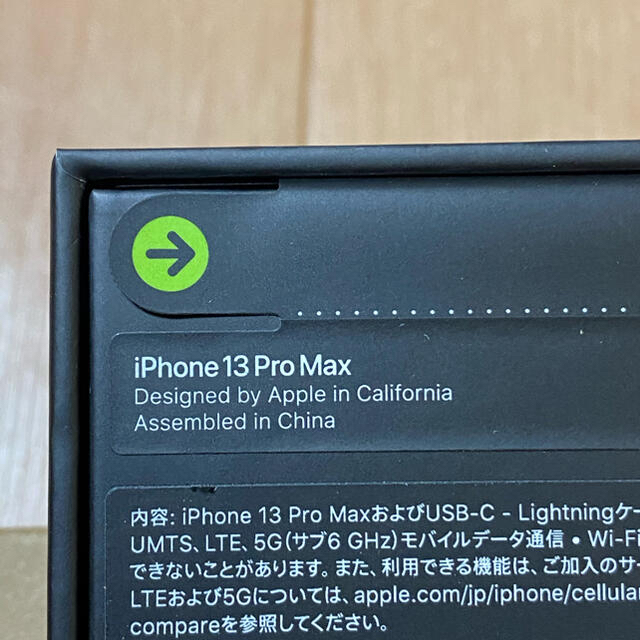 iPhone 13 Pro Max
Designed by Apple in California
Assembled in China
内容: iPhone 13 Pro MaxおよびUSB-C - Lightningケー
UMTS、LTE、5G（サブ6 GHz）モバイルデータ通信 • Wi-Fi
できないことがあります。また、利用できる機能は、ご加入のサー
LTEおよび5Gについては、apple.com/jp/iphone/cellular
compareを参照してください。